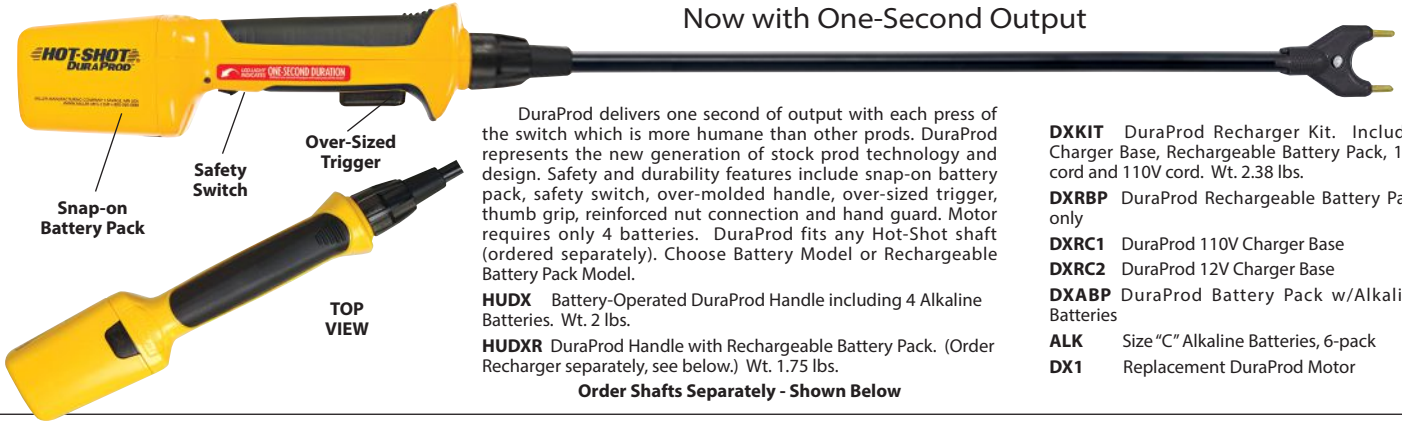 Now with One-Second Output
HOT-SHOT
DURAPROD
LED LIGHT
INDICATES
ONE-SECOND DURATION
Over-Sized
Trigger
Safety
Switch
Snap-on
Battery Pack
TOP
VIEW
DuraProd delivers one second of output with each press of
the switch which is more humane than other prods. DuraProd
represents the new generation of stock prod technology and
design. Safety and durability features include snap-on battery
pack, safety switch, over-molded handle, over-sized trigger,
thumb grip, reinforced nut connection and hand guard. Motor
requires only 4 batteries. DuraProd fits any Hot-Shot shaft
(ordered separately). Choose Battery Model or Rechargeable
Battery Pack Model.
HUDX Battery-Operated DuraProd Handle including 4 Alkaline
Batteries. Wt. 2 lbs.
HUDXR DuraProd Handle with Rechargeable Battery Pack. (Order
Recharger separately, see below.) Wt. 1.75 lbs.
Order Shafts Separately - Shown Below
DXKIT DuraProd Recharger Kit. Includ
Charger Base, Rechargeable Battery Pack, 1
cord and 110V cord. Wt. 2.38 lbs.
DXRBP DuraProd Rechargeable Battery Pa
only
DXRC1 DuraProd 110V Charger Base
DXRC2 DuraProd 12V Charger Base
DXABP DuraProd Battery Pack w/Alkali
Batteries
ALK Size "C" Alkaline Batteries, 6-pack
DX1 Replacement DuraProd Motor